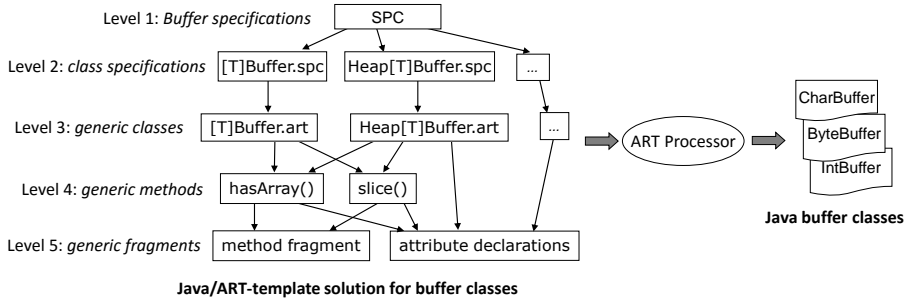 Level 1: Buffer specifications
SPC
Level 2: class specifications
[T]Buffer.spc
Heap[T]Buffer.spc
...
Level 3: generic classes
[T]Buffer.art
Heap[T]Buffer.art
...
Level 4: generic methods
hasArray()
slice()
Level 5: generic fragments
method fragment
attribute declarations
Java/ART-template solution for buffer classes
ART Processor
CharBuffer
ByteBuffer
IntBuffer
Java buffer classes